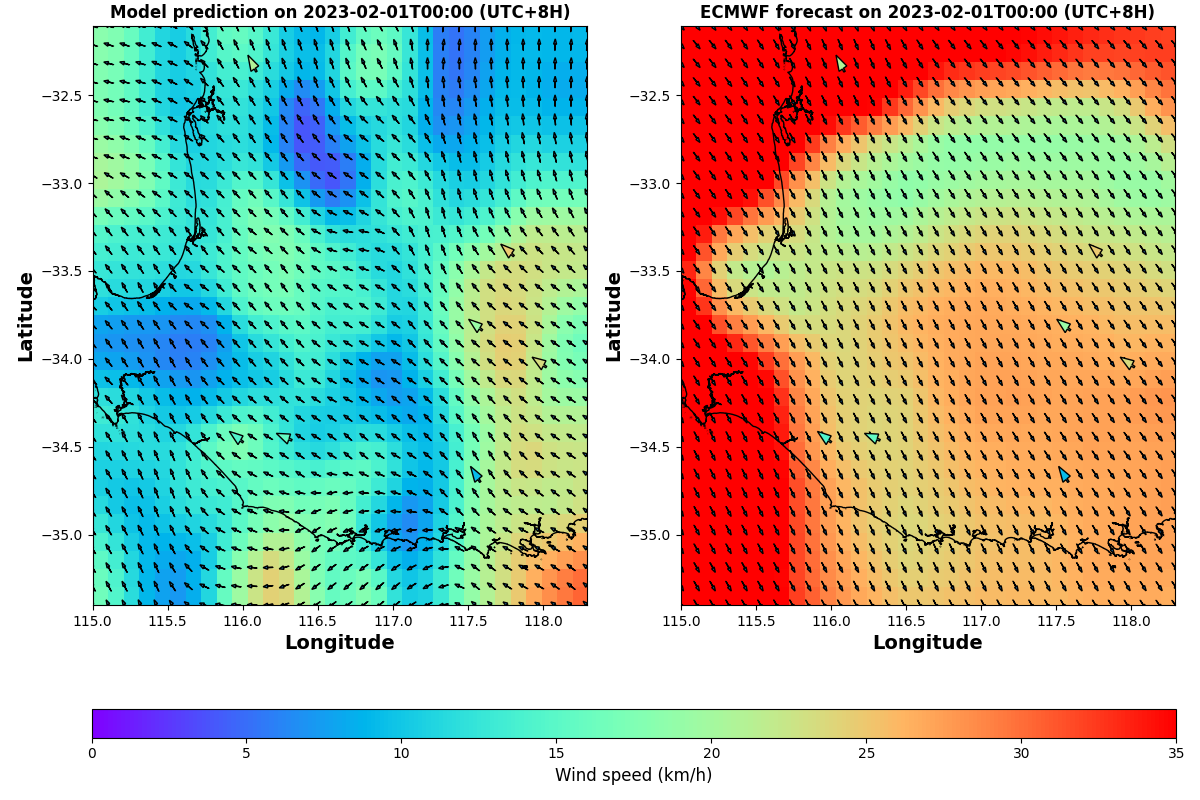 Model prediction on 2023-02-01T00:00 (UTC+8H)
ECMWF forecast on 2023-02-01T00:00 (UTC+8H)
Latitude
−32.5
−33.0
−33.5
−34.0
−34.5
−35.0
115.0 115.5 116.0 116.5 117.0 117.5 118.0
Longitude
Latitude
−32.5
−33.0
−33.5
−34.0
−34.5
−35.0
115.0 115.5 116.0 116.5 117.0 117.5 118.0
Longitude
0 5 10 15 20 25 30 35
Wind speed (km/h)